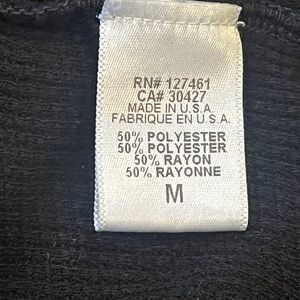 RN# 127461
CA# 30427
MADE IN U.S.A
FABRIQUE EN U.S.A.
50% POLYESTER
50% POLYESTER
50% RAYON
50% RAYONNE
M